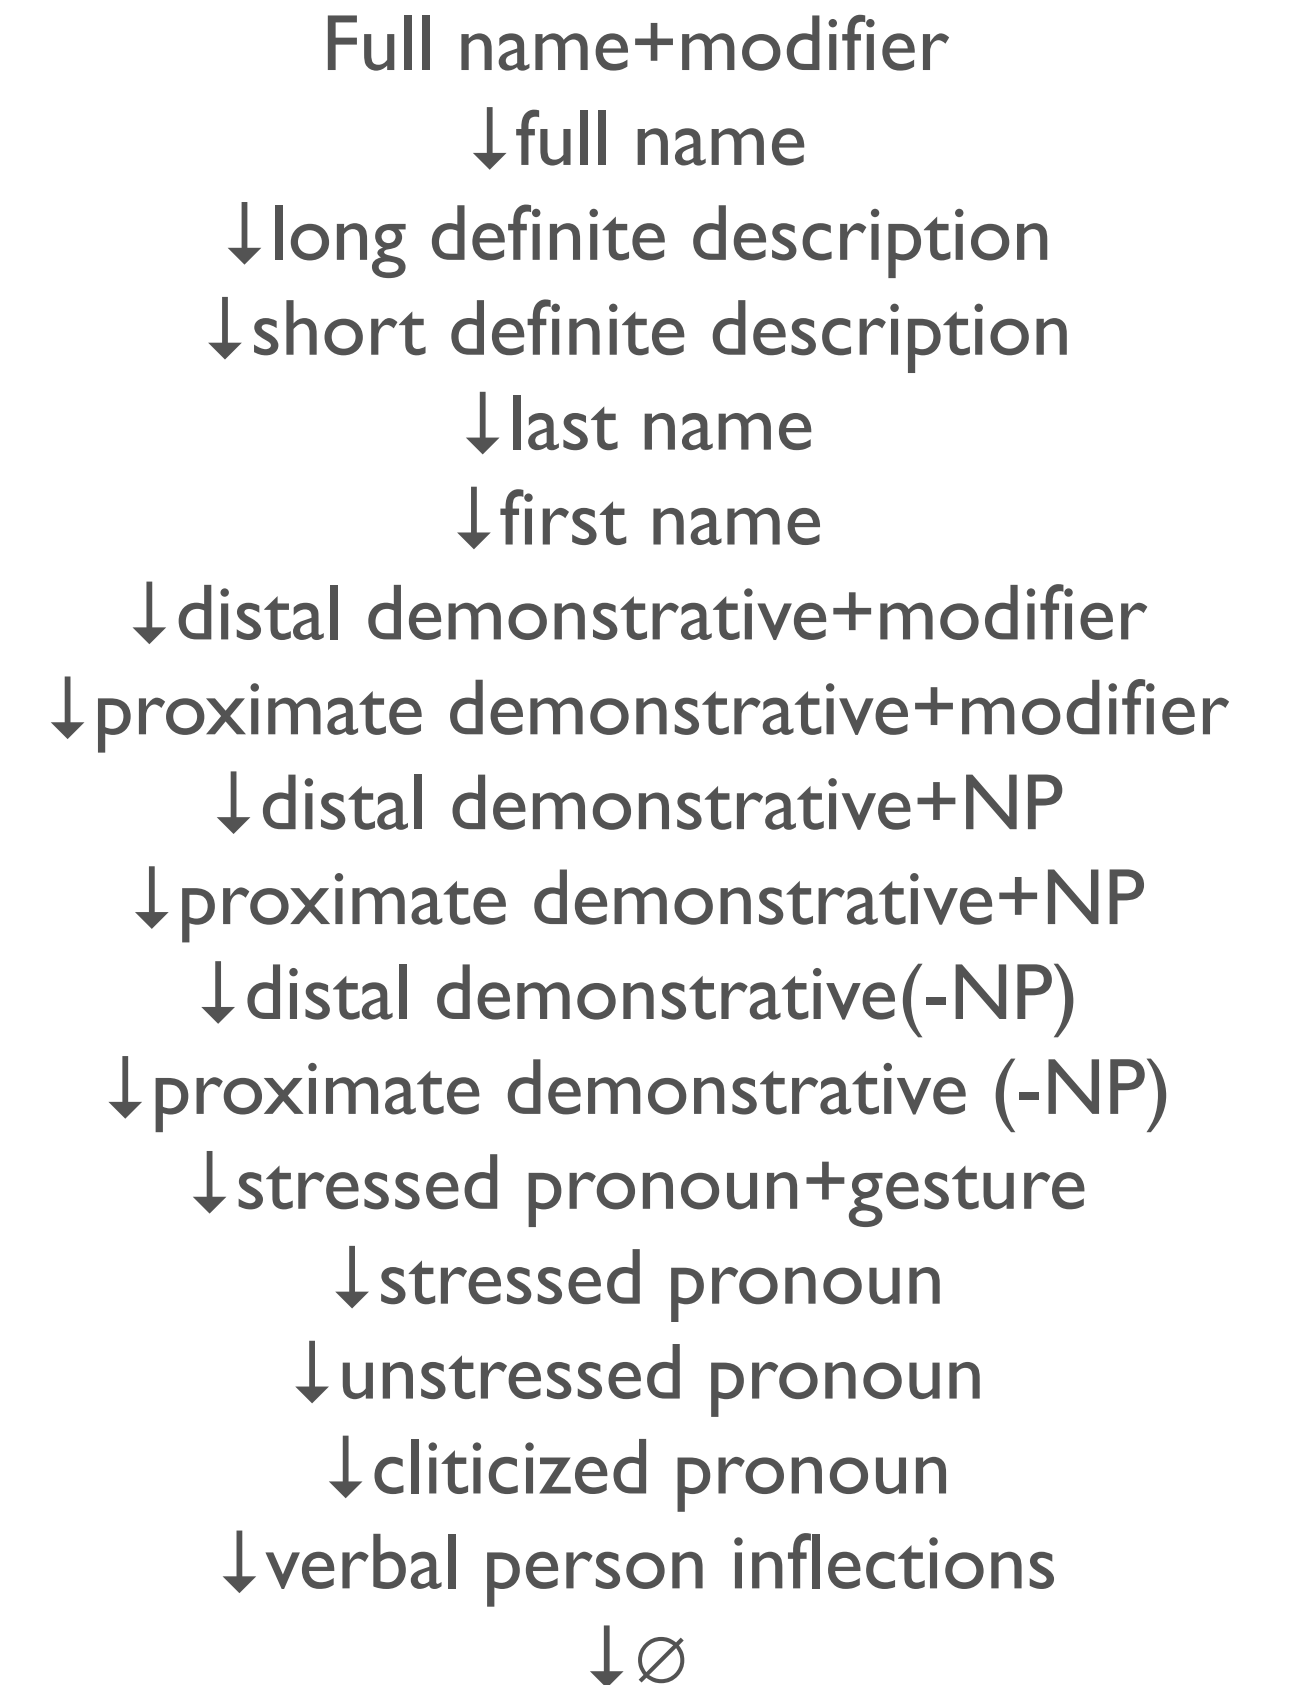 Full name+modifier
↓full name
↓long definite description
↓short definite description
↓last name
↓first name
↓distal demonstrative+modifier
↓proximate demonstrative+modifier
↓distal demonstrative+NP
↓proximate demonstrative+NP
↓distal demonstrative(-NP)
↓proximate demonstrative (-NP)
↓stressed pronoun+gesture
↓stressed pronoun
↓unstressed pronoun
↓cliticized pronoun
↓verbal person inflections
↓∅